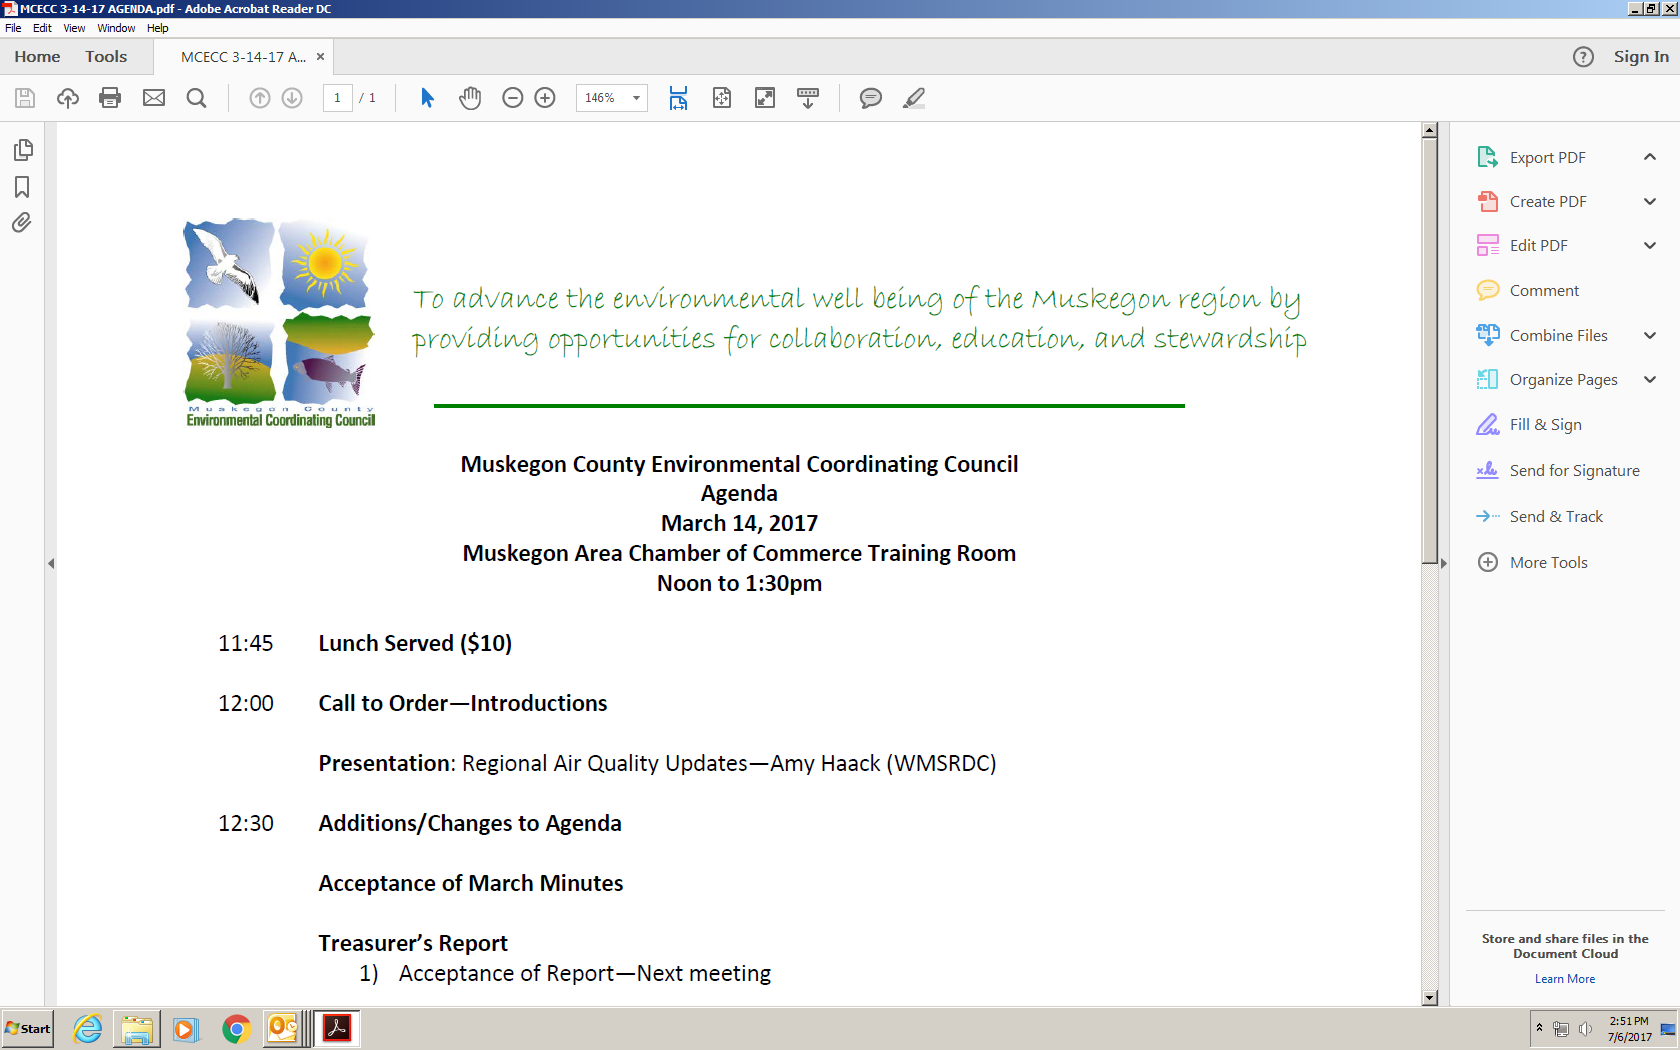 MCECC 3-14-17 AGENDA.pdf - Adobe Acrobat Reader DC
File Edit View Window Help
Home Tools MCECC 3-14-17 A... × ? Sign In
1 / 1 146%
Export PDF
Create PDF
Edit PDF
Comment
Combine Files
Organize Pages
Fill & Sign
Send for Signature
Send & Track
More Tools
Store and share files in the
Document Cloud
Learn More
To advance the environmental well being of the Muskegon region by
providing opportunities for collaboration, education, and stewardship
Muskegon County
Environmental Coordinating Council
Muskegon County Environmental Coordinating Council
Agenda
March 14, 2017
Muskegon Area Chamber of Commerce Training Room
Noon to 1:30pm
11:45 Lunch Served ($10)
12:00 Call to Order—Introductions
Presentation: Regional Air Quality Updates—Amy Haack (WMSRDC)
12:30 Additions/Changes to Agenda
Acceptance of March Minutes
Treasurer’s Report
1) Acceptance of Report—Next meeting
Start
2:51 PM
7/6/2017